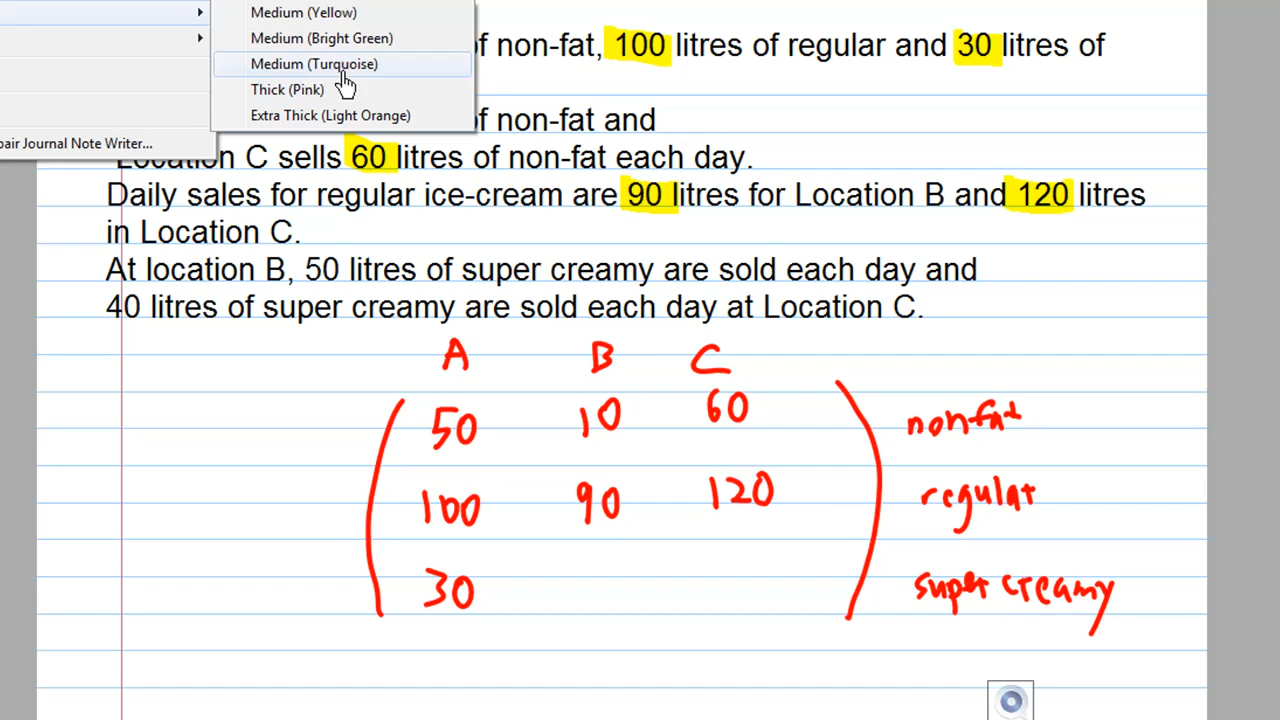 Medium (Yellow)
Medium (Bright Green)
Medium (Turquoise)
Thick (Pink)
Extra Thick (Light Orange)
pair Journal Note Writer...
of non-fat, 100 litres of regular and 30 litres of
of non-fat and
Location C sells 60 litres of non-fat each day.
Daily sales for regular ice-cream are 90 litres for Location B and 120 litres
in Location C.
At location B, 50 litres of super creamy are sold each day and
40 litres of super creamy are sold each day at Location C.
A B C
50 10 60 nonfat
100 90 120 regular
30 super creamy